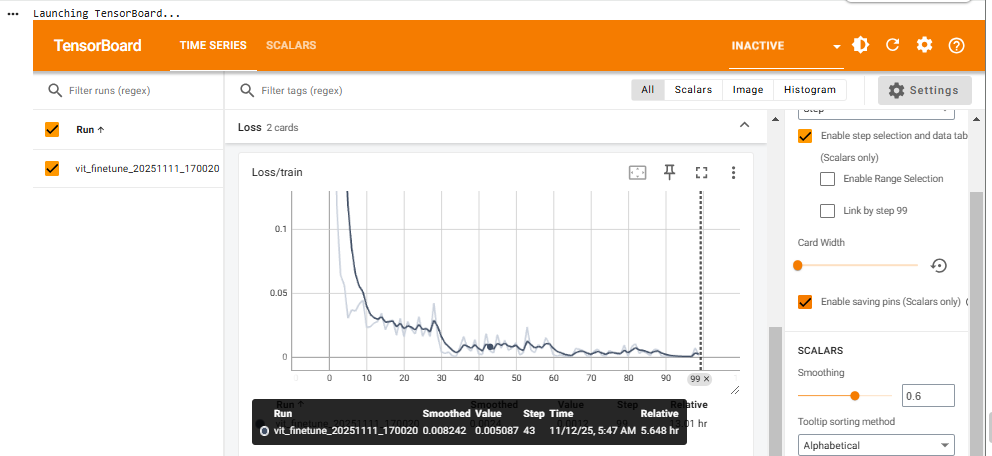 Launching TensorBoard...
TensorBoard TIME SERIES SCALARS INACTIVE
Filter runs (regex) Filter tags (regex) All Scalars Image Histogram Settings
Run
Loss 2 cards
vit_finetune_20251111_170020
Loss/train
0.1
0.05
0
0 10 20 30 40 50 60 70 80 90 99
Run Smoothed Value Step Time Relative
vit_finetune_20251111_170020 0.008242 0.005087 43 11/12/25, 5:47 AM 5.648 hr
Step
Enable step selection and data tab
(Scalars only)
Enable Range Selection
Link by step 99
Card Width
Enable saving pins (Scalars only)
SCALARS
Smoothing
0.6
Tooltip sorting method
Alphabetical